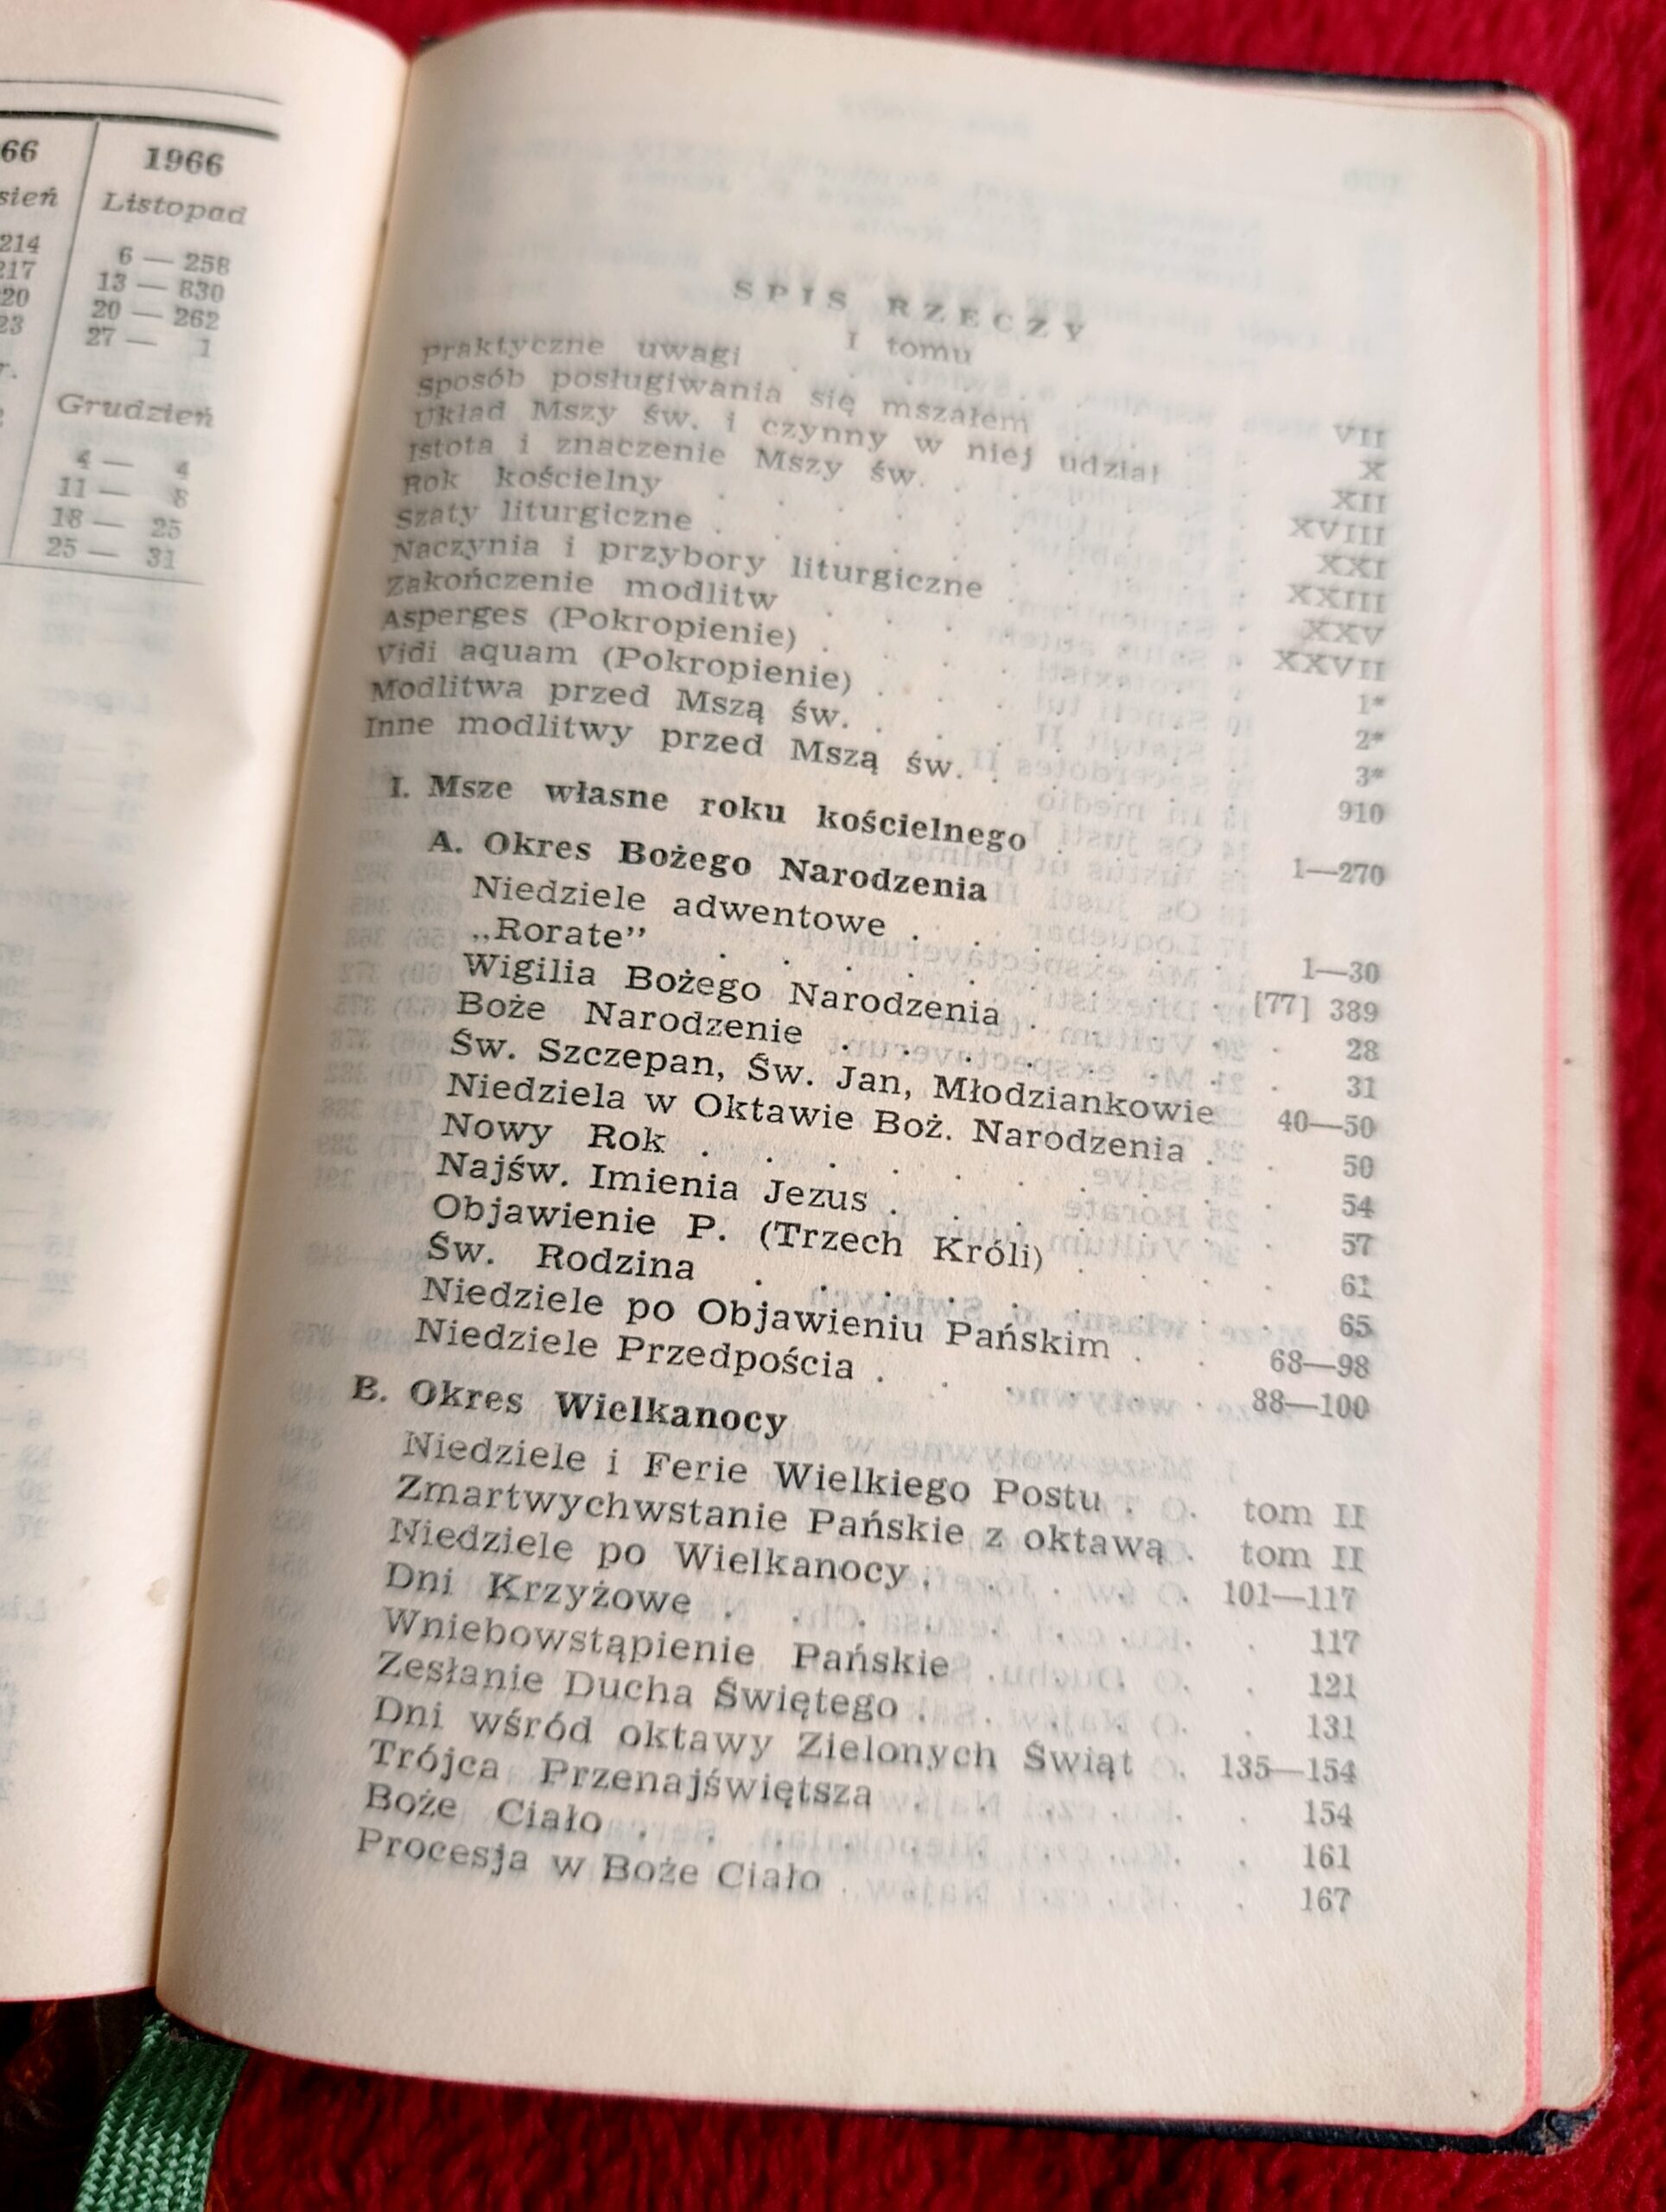 66
sień
214
217
20
23
1966
Listopad
6 — 258
13 — 830
20 — 262
27 — 1
Grudzień
4 — 4
11 — 8
18 — 25
25 — 31
SPIS RZECZY
I tomu
Praktyczne uwagi . . . VII
Sposób posługiwania się mszałem . X
Układ Mszy św. i czynny w niej udział . XII
Istota i znaczenie Mszy św. . . . XVIII
Rok kościelny . . . . . XXI
Szaty liturgiczne . . . . . XXIII
Naczynia i przybory liturgiczne . . . XXV
Zakończenie modlitw . . . . XXVII
Asperges (Pokropienie) . . . . 1*
Vidi aquam (Pokropienie) . . . . 2*
Modlitwa przed Mszą św. . . . . 3*
Inne modlitwy przed Mszą św. . . . 910
I. Msze własne roku kościelnego . . 1—270
A. Okres Bożego Narodzenia
Niedziele adwentowe . . . . . 1—30
„Rorate” . . . . . . [77] 389
Wigilia Bożego Narodzenia . . . . 28
Boże Narodzenie . . . . . . 31
Św. Szczepan, Św. Jan, Młodziankowie 40—50
Niedziela w Oktawie Boż. Narodzenia . . 50
Nowy Rok . . . . . . . 54
Najśw. Imienia Jezus . . . . . 57
Objawienie P. (Trzech Króli) . . . . 61
Św. Rodzina . . . . . . . 65
Niedziele po Objawieniu Pańskim . . 68—98
Niedziele Przedpościa . . . . . 88—100
B. Okres Wielkanocy
Niedziele i Ferie Wielkiego Postu . . tom II
Zmartwychwstanie Pańskie z oktawą . tom II
Niedziele po Wielkanocy . . . . 101—117
Dni Krzyżowe . . . . . . 117
Wniebowstąpienie Pańskie . . . . 121
Zesłanie Ducha Świętego . . . . 131
Dni wśród oktawy Zielonych Świąt . 135—154
Trójca Przenajświętsza . . . . 154
Boże Ciało . . . . . . 161
Procesja w Boże Ciało . . . . 167